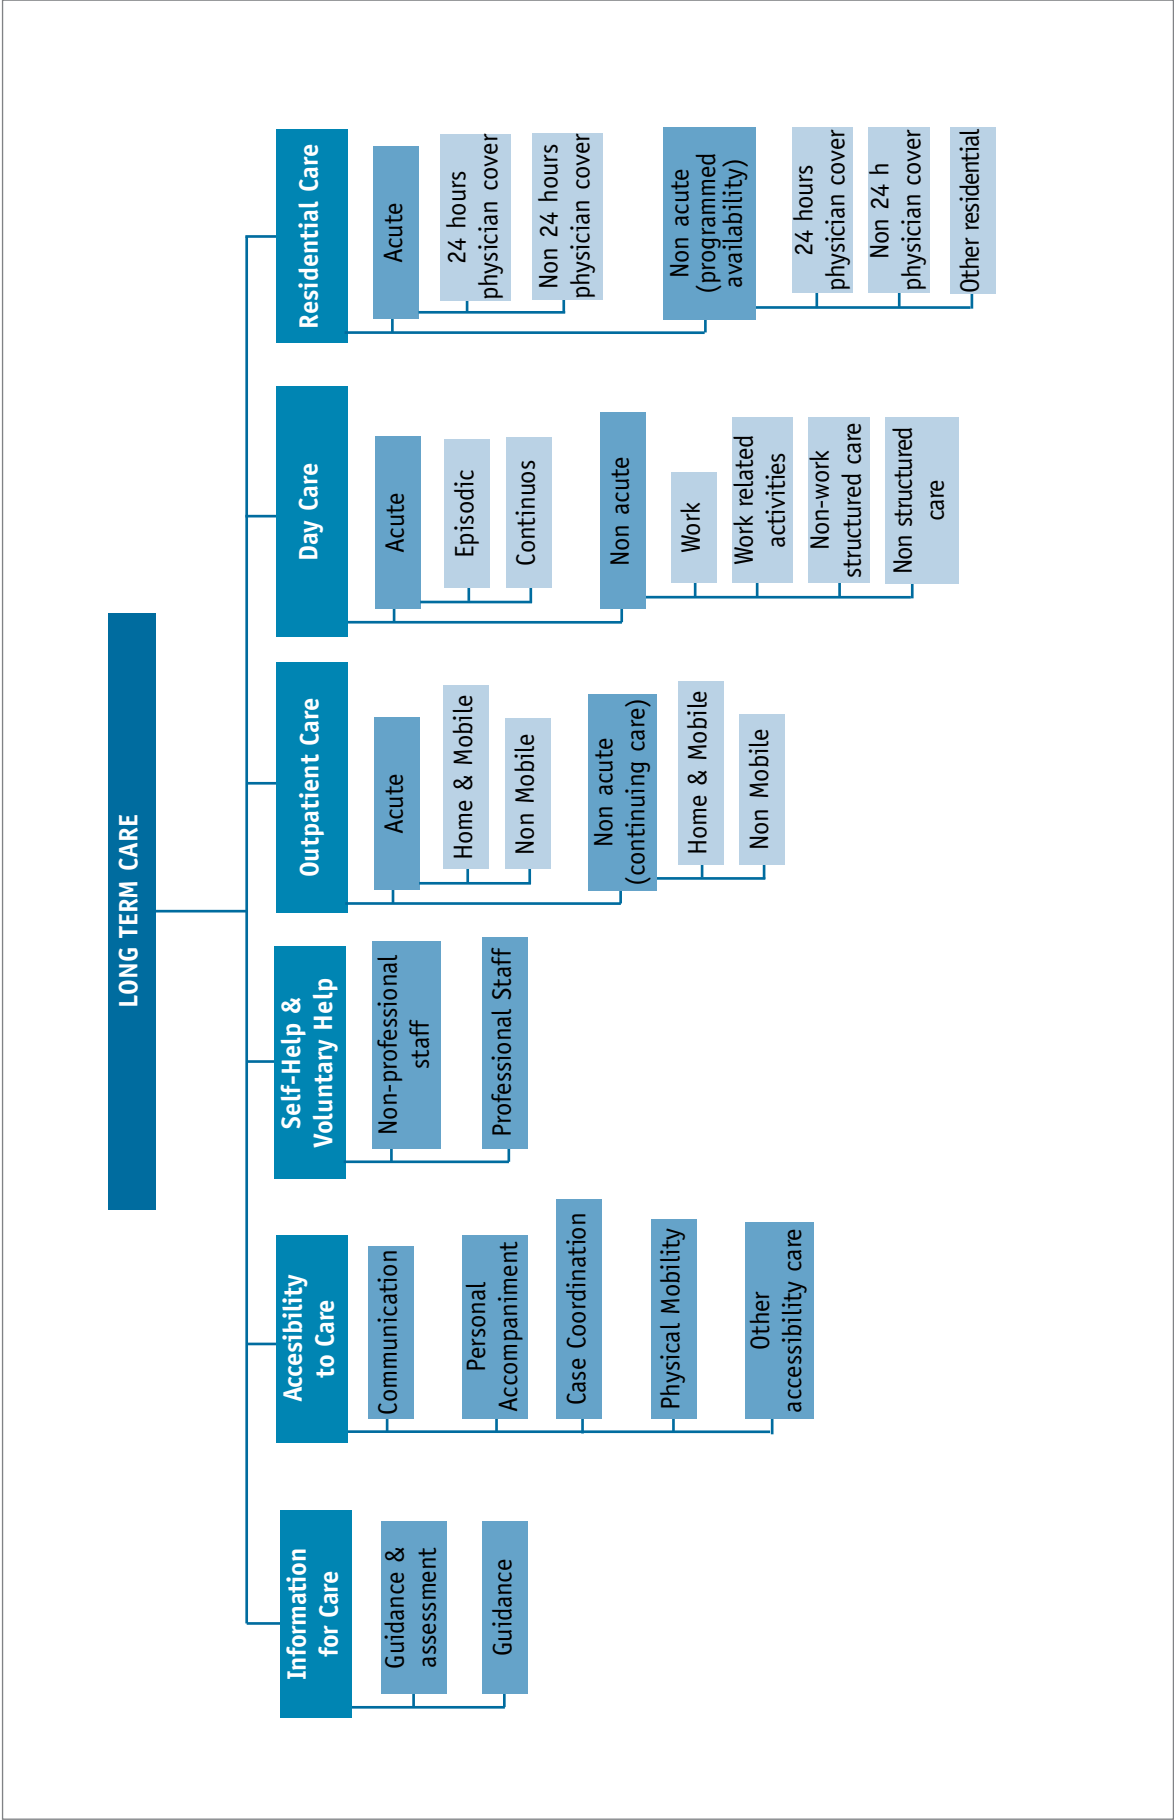 LONG TERM CARE
Information
for Care
Guidance &
assessment
Guidance
Accesibility
to Care
Communication
Personal
Accompaniment
Case Coordination
Physical Mobility
Other
accessibility care
Self-Help &
Voluntary Help
Non-professional
staff
Professional Staff
Outpatient Care
Acute
Home & Mobile
Non Mobile
Non acute
(continuing care)
Home & Mobile
Non Mobile
Day Care
Acute
Episodic
Continuos
Non acute
Work
Work related
activities
Non-work
structured care
Non structured
care
Residential Care
Acute
24 hours
physician cover
Non 24 hours
physician cover
Non acute
(programmed
availability)
24 hours
physician cover
Non 24 h
physician cover
Other residential